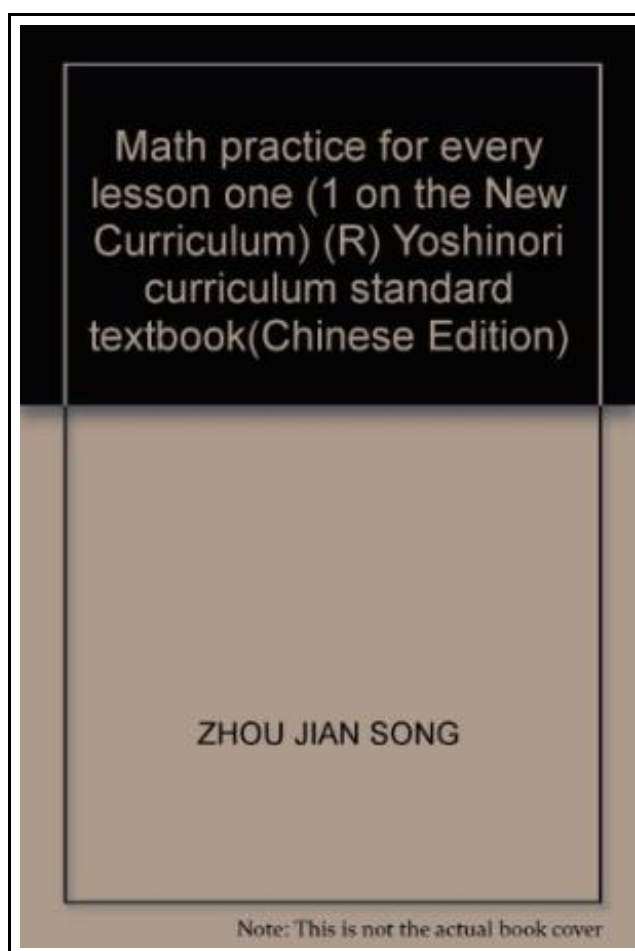 Math practice for every
lesson one (1 on the New
Curriculum) (R) Yoshinori
curriculum standard
textbook(Chinese Edition)
ZHOU JIAN SONG
Note: This is not the actual book cover